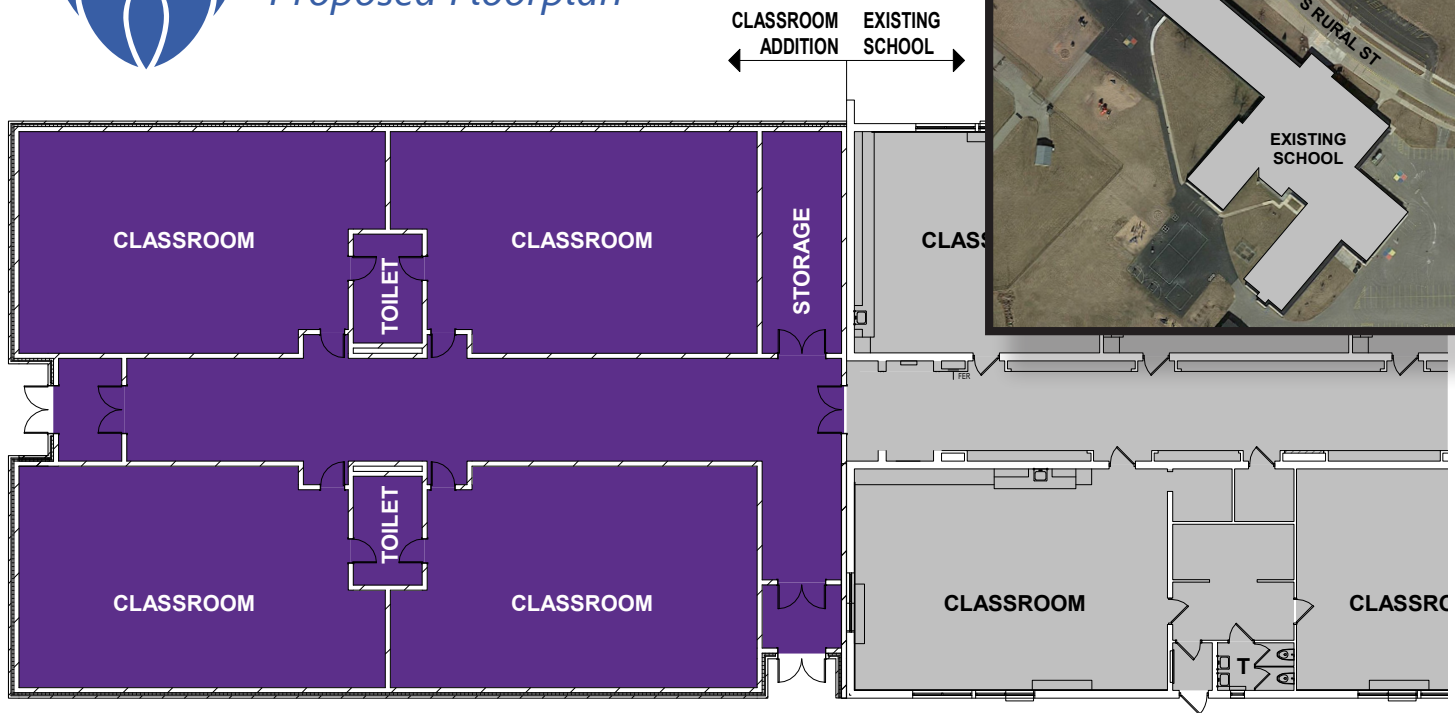 Proposed Floorplan
CLASSROOM ADDITION
EXISTING SCHOOL
S RURAL ST
EXISTING
SCHOOL
CLASSROOM
CLASSROOM
STORAGE
CLASS
TOILET
FER
TOILET
CLASSROOM
CLASSROOM
CLASSROOM
CLASSRO
T